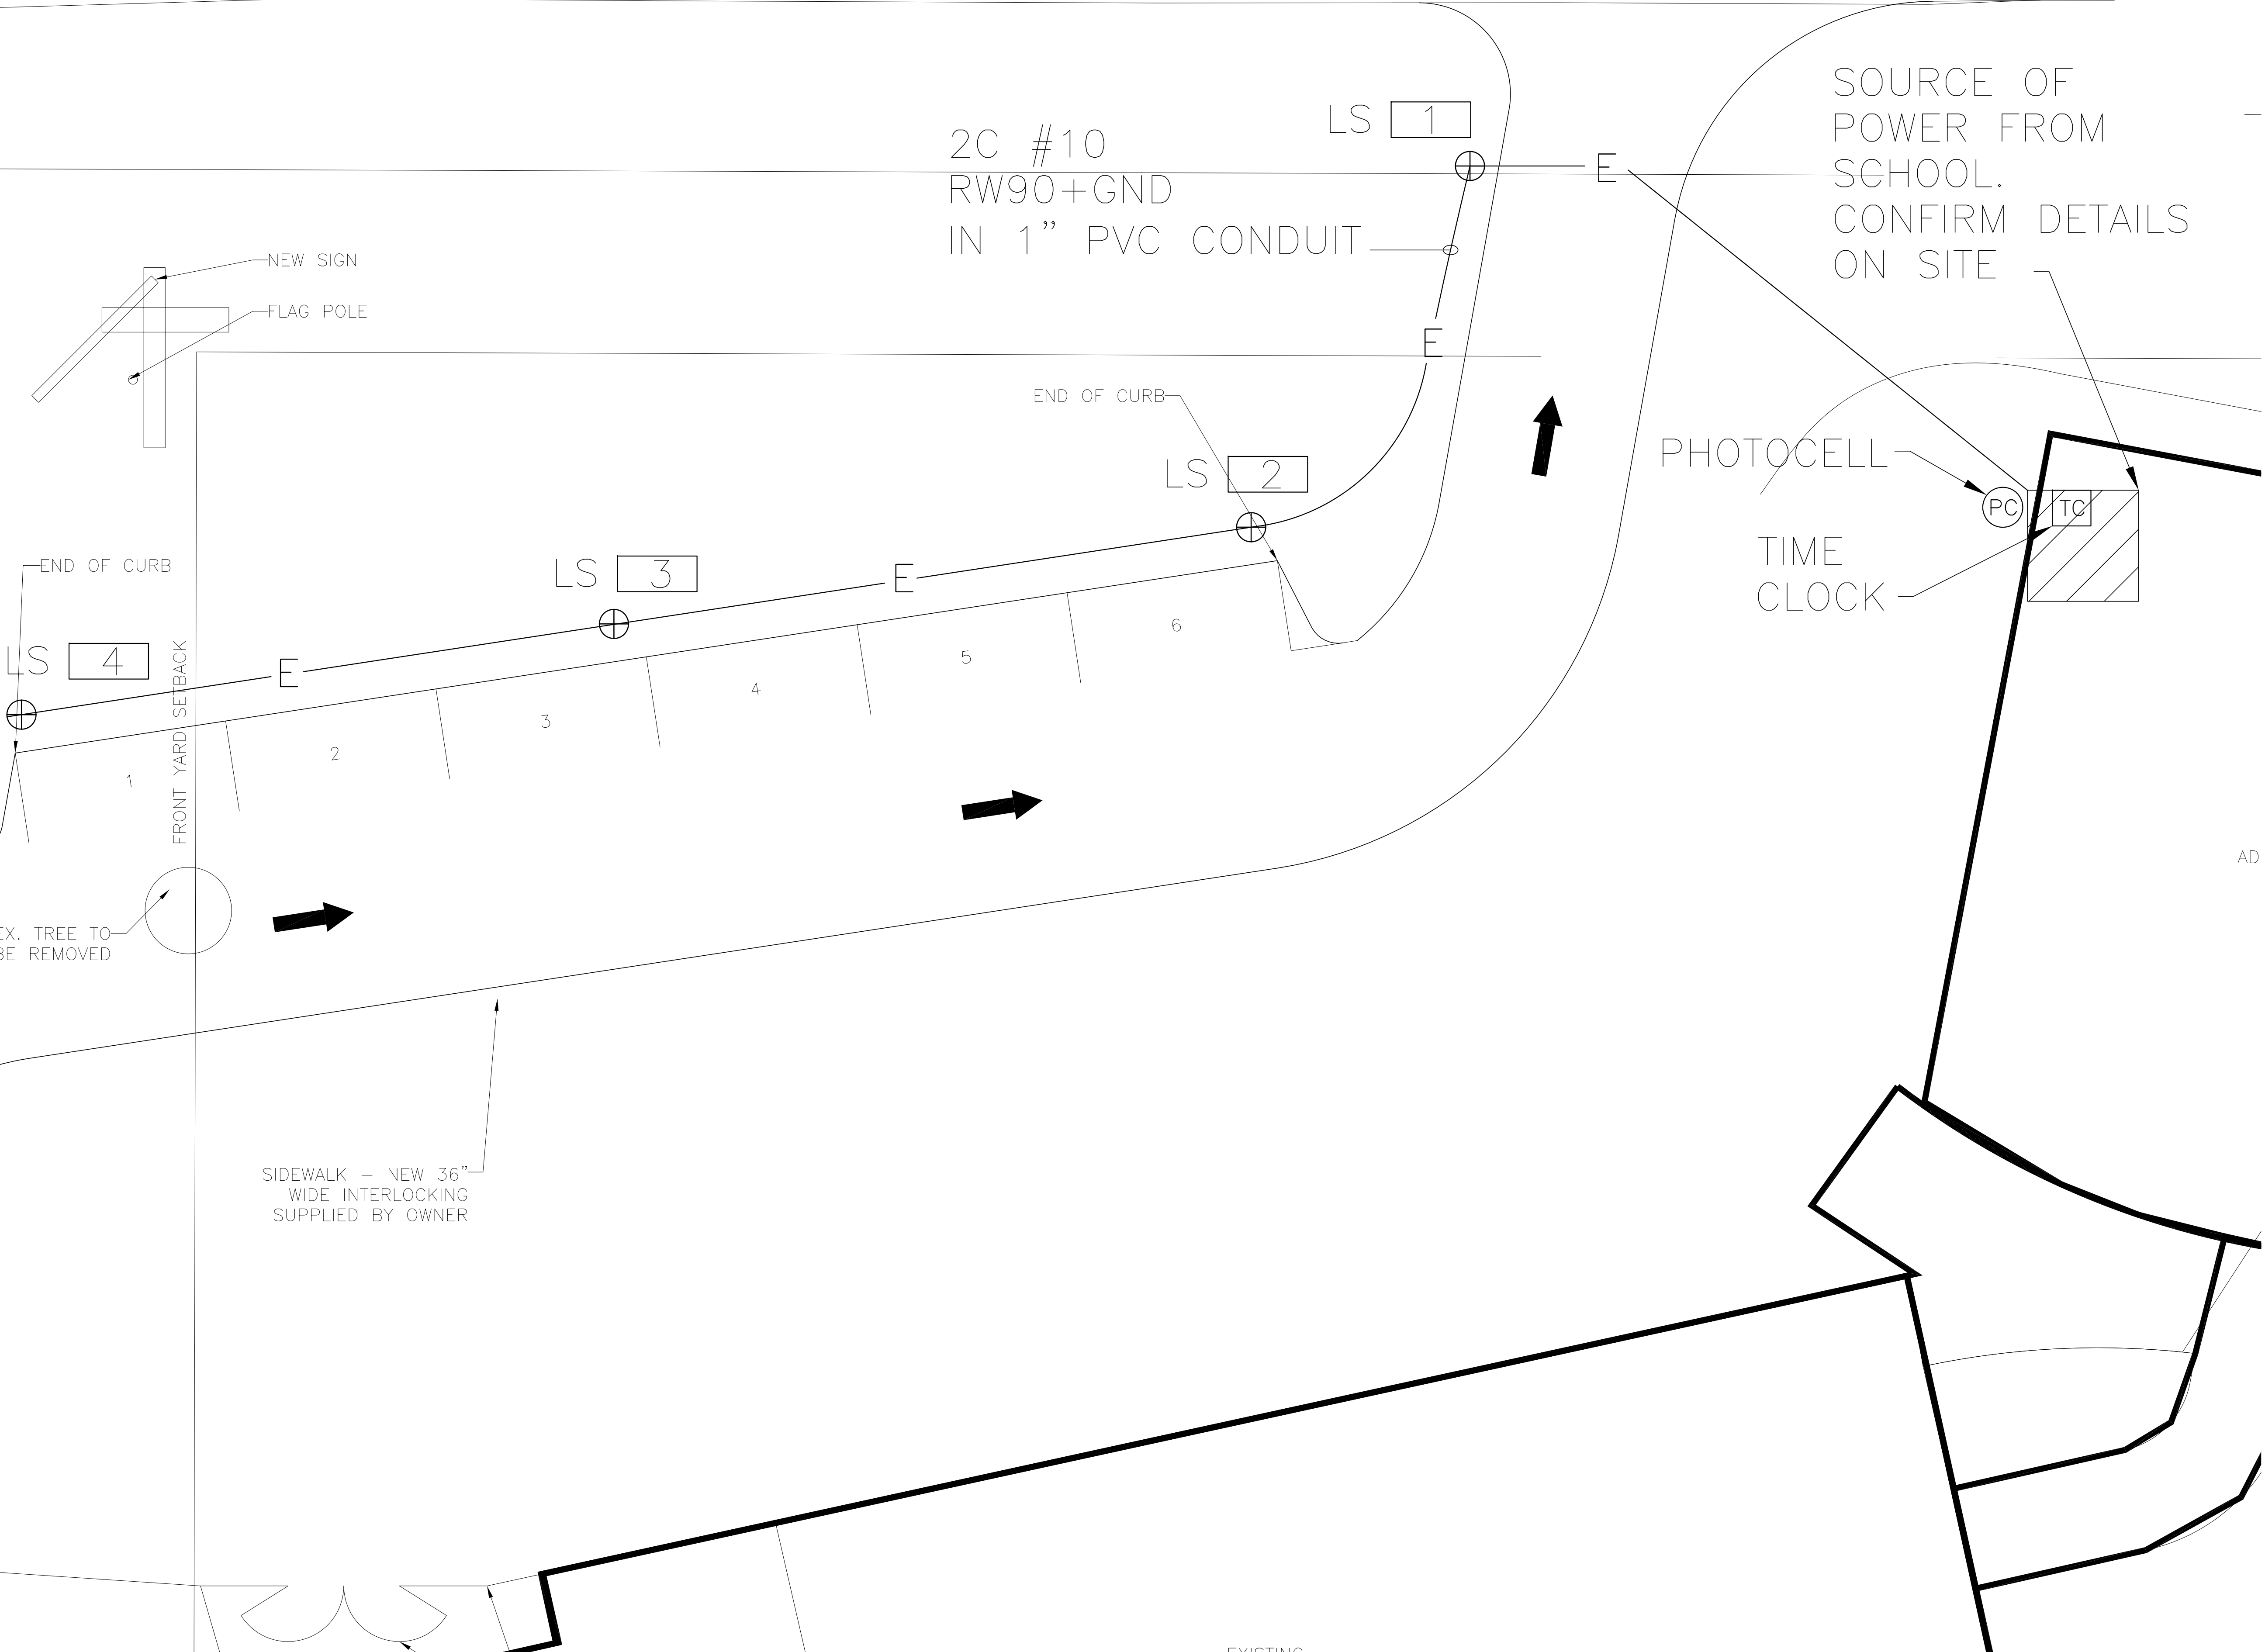 SOURCE OF
POWER FROM
SCHOOL.
CONFIRM DETAILS
ON SITE
LS 1
2C #10
RW90+GND
IN 1" PVC CONDUIT
E
NEW SIGN
FLAG POLE
E
END OF CURB
PHOTOCELL
LS 2
PC
TC
TIME
CLOCK
END OF CURB
LS 3
E
LS 4
E
FRONT YARD SETBACK
1
2
3
4
5
6
AD
EX. TREE TO
BE REMOVED
SIDEWALK – NEW 36"
WIDE INTERLOCKING
SUPPLIED BY OWNER
EXISTING